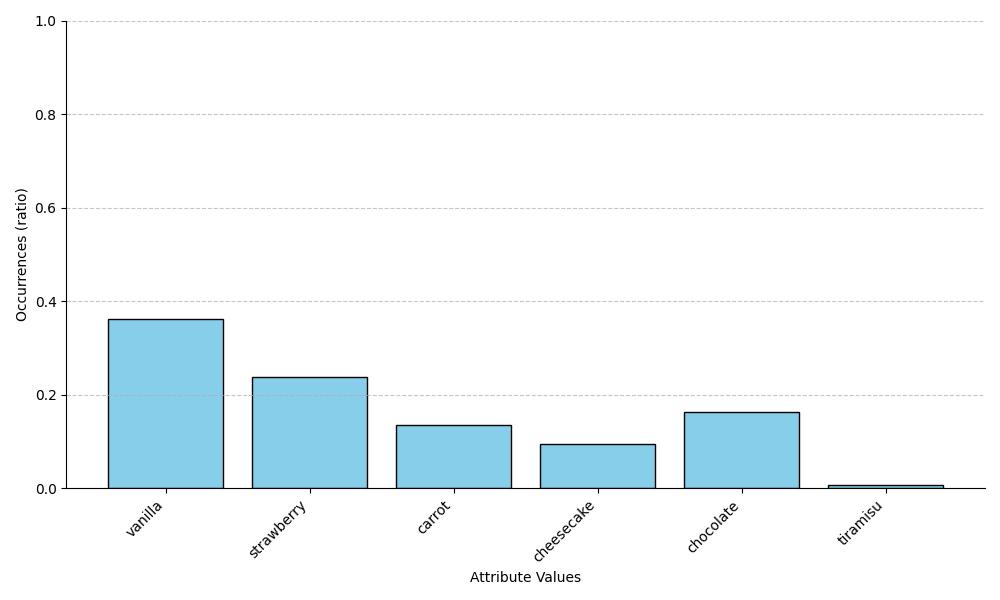 1.0
0.8
0.6
0.4
0.2
0.0
Occurrences (ratio)
vanilla
strawberry
carrot
cheesecake
chocolate
tiramisu
Attribute Values